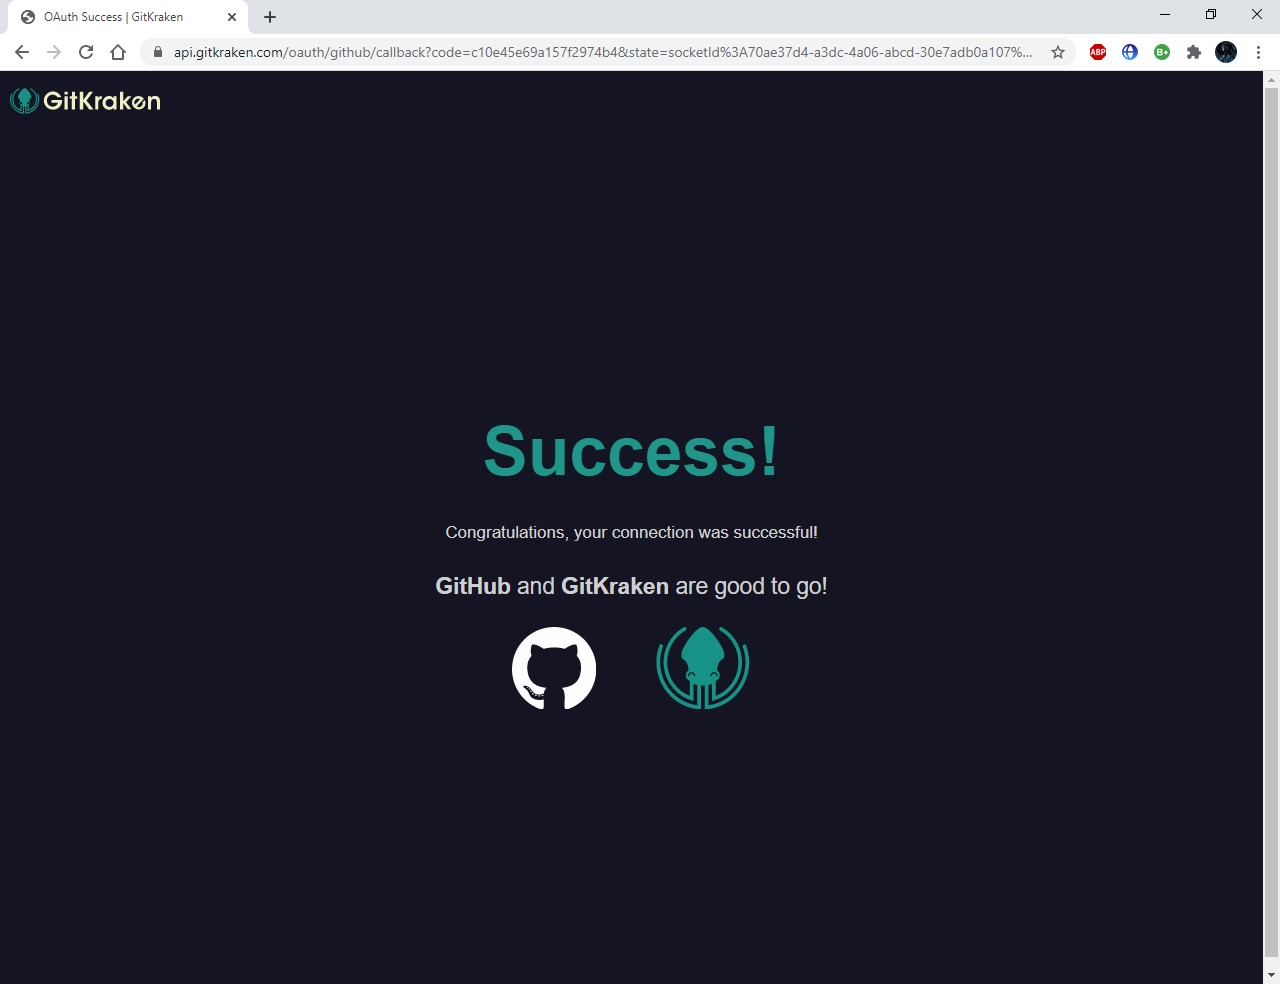 OAuth Success | GitKraken
api.gitkraken.com/oauth/github/callback?code=c10e45e69a157f2974b4&state=socketId%3A70ae37d4-a3dc-4a06-abcd-30e7adb0a107%...
ABP
B+
GitKraken
Success!
Congratulations, your connection was successful!
GitHub and GitKraken are good to go!